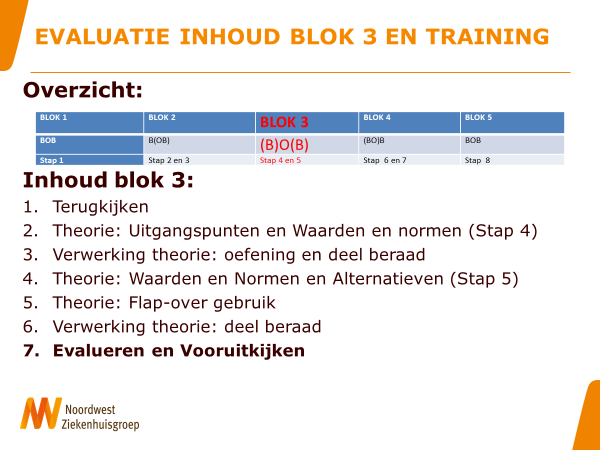 EVALUATIE INHOUD BLOK 3 EN TRAINING
Overzicht:
BLOK 1 BLOK 2 BLOK 3 BLOK 4 BLOK 5
BOB B(OB) (B)O(B) (BO)B BOB
Stap 1 Stap 2 en 3 Stap 4 en 5 Stap 6 en 7 Stap 8
Inhoud blok 3:
1. Terugkijken
2. Theorie: Uitgangspunten en Waarden en normen (Stap 4)
3. Verwerking theorie: oefening en deel beraad
4. Theorie: Waarden en Normen en Alternatieven (Stap 5)
5. Theorie: Flap-over gebruik
6. Verwerking theorie: deel beraad
7. Evalueren en Vooruitkijken
Noordwest
Ziekenhuisgroep